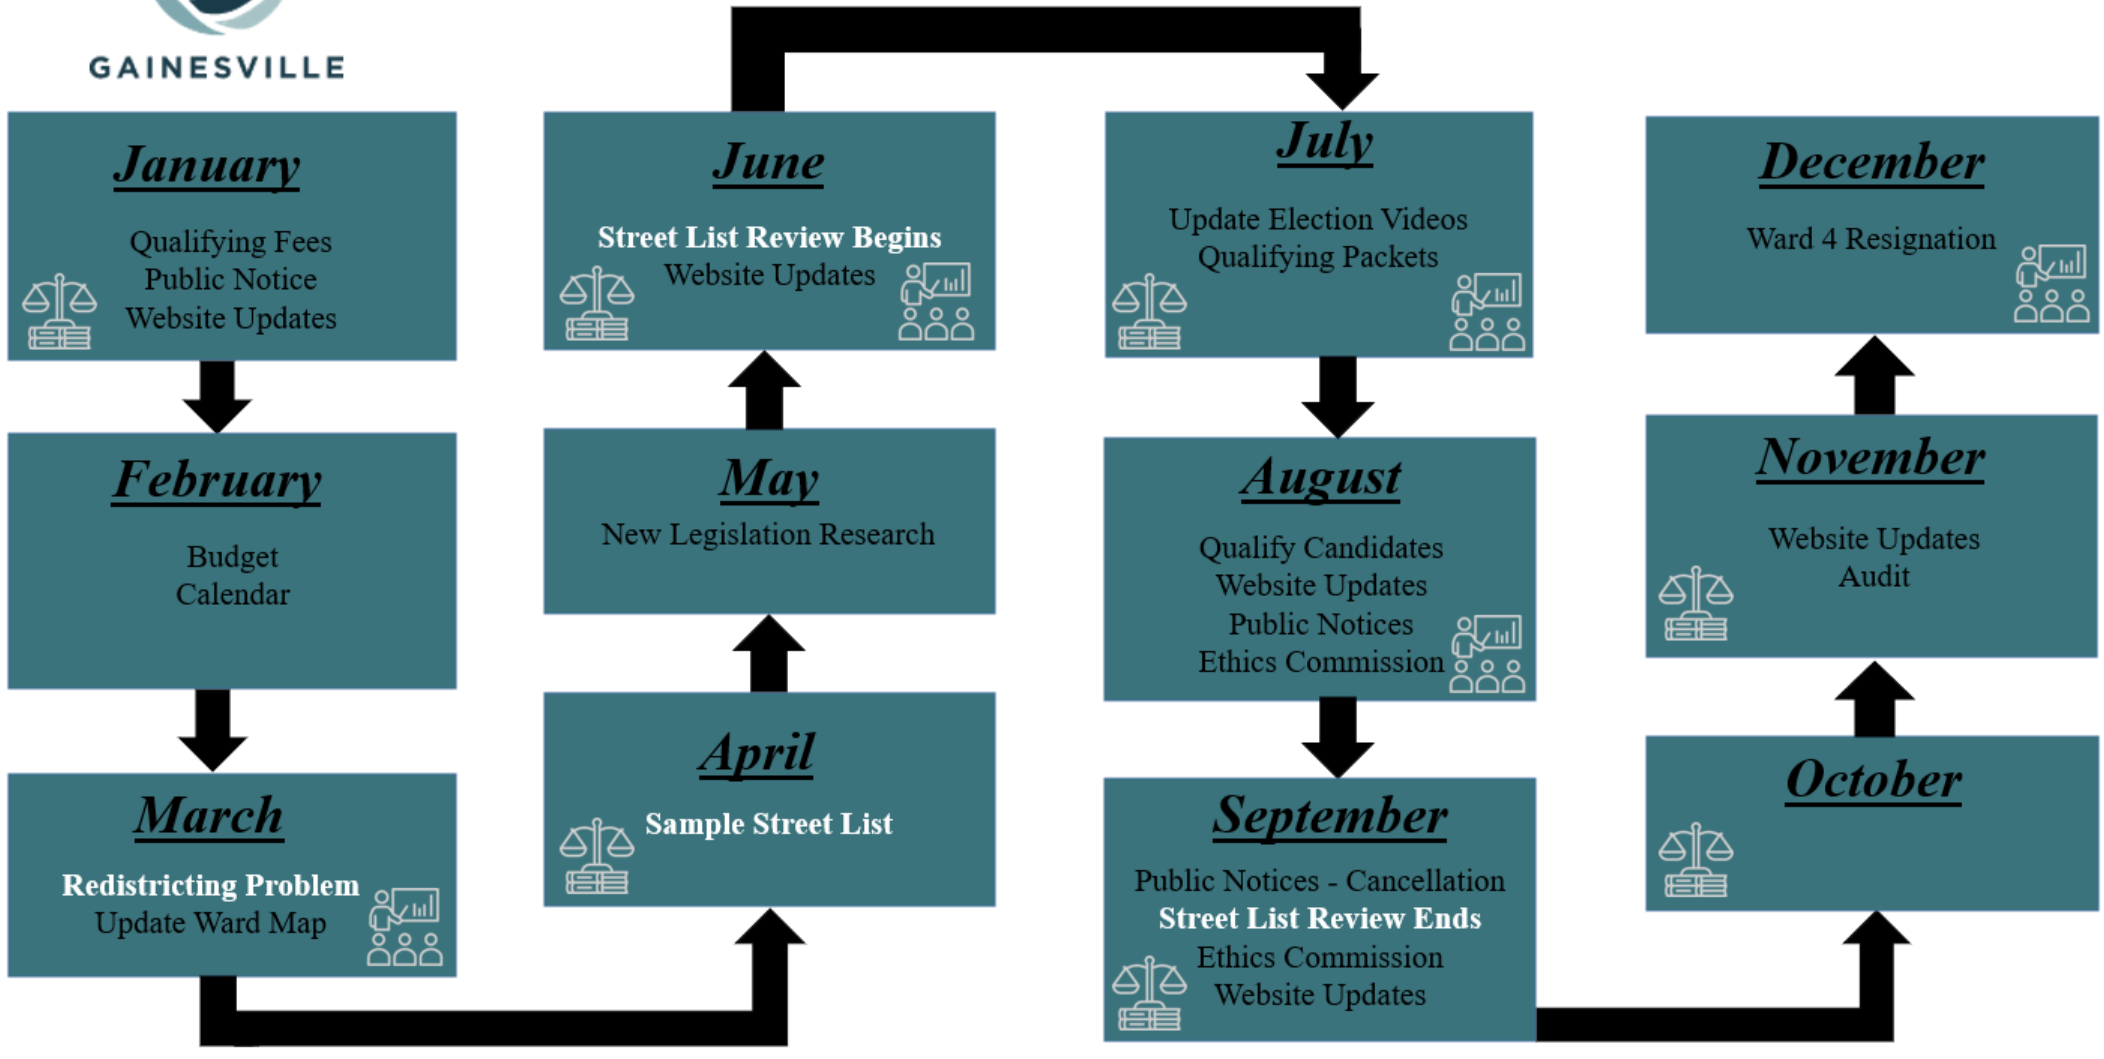 GAINESVILLE
January
Qualifying Fees
Public Notice
Website Updates
February
Budget
Calendar
March
Redistricting Problem
Update Ward Map
April
Sample Street List
May
New Legislation Research
June
Street List Review Begins
Website Updates
July
Update Election Videos
Qualifying Packets
August
Qualify Candidates
Website Updates
Public Notices
Ethics Commission
September
Public Notices - Cancellation
Street List Review Ends
Ethics Commission
Website Updates
October
November
Website Updates
Audit
December
Ward 4 Resignation